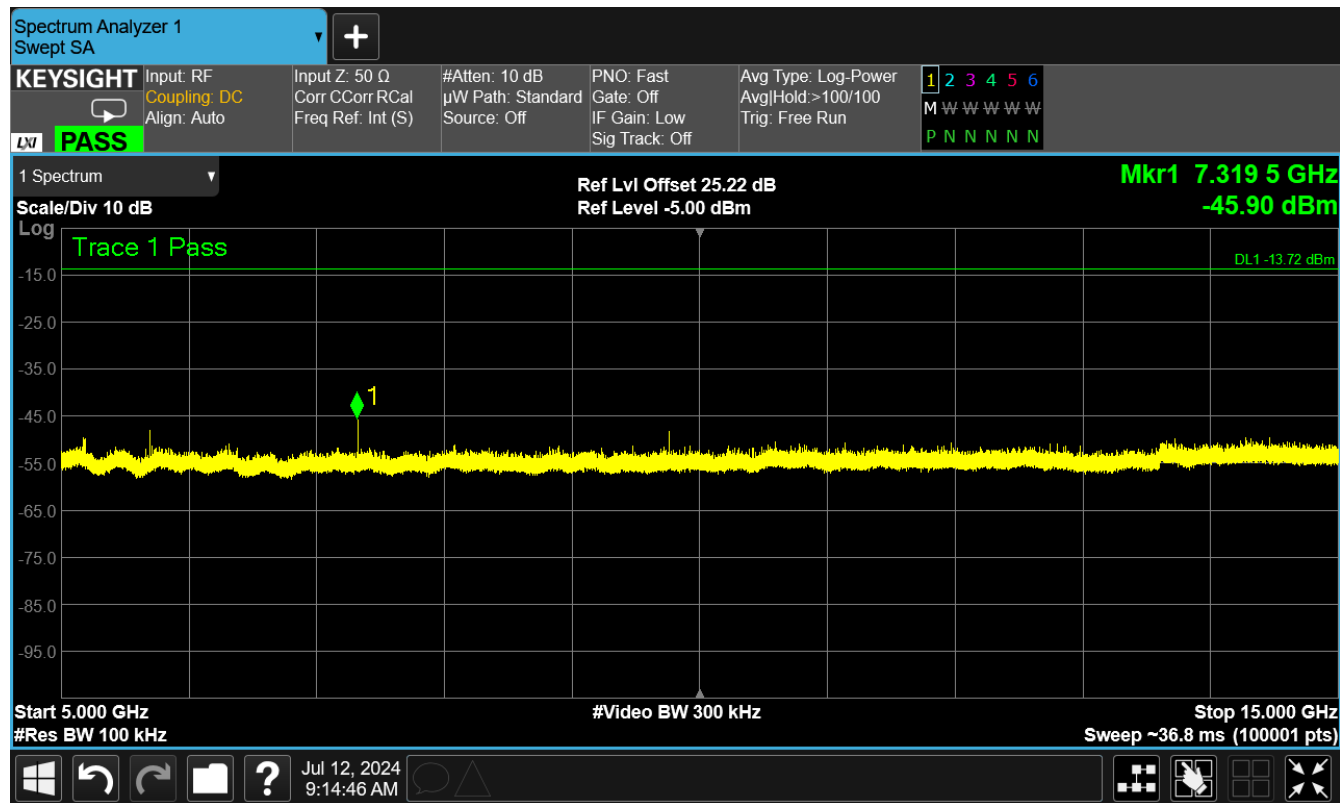 Spectrum Analyzer 1
Swept SA
KEYSIGHT
LXI
PASS
Input: RF
Coupling: DC
Align: Auto
Input Z: 50 Ω
Corr CCorr RCal
Freq Ref: Int (S)
#Atten: 10 dB
µW Path: Standard
Source: Off
PNO: Fast
Gate: Off
IF Gain: Low
Sig Track: Off
Avg Type: Log-Power
Avg|Hold:>100/100
Trig: Free Run
1 2 3 4 5 6
M W W W W W
P N N N N N
1 Spectrum
Scale/Div 10 dB
Ref Lvl Offset 25.22 dB
Ref Level -5.00 dBm
Mkr1 7.319 5 GHz
-45.90 dBm
Log
Trace 1 Pass
DL1 -13.72 dBm
-15.0
-25.0
-35.0
1
-45.0
-55.0
-65.0
-75.0
-85.0
-95.0
Start 5.000 GHz
#Video BW 300 kHz
Stop 15.000 GHz
#Res BW 100 kHz
Sweep ~36.8 ms (100001 pts)
?
Jul 12, 2024
9:14:46 AM